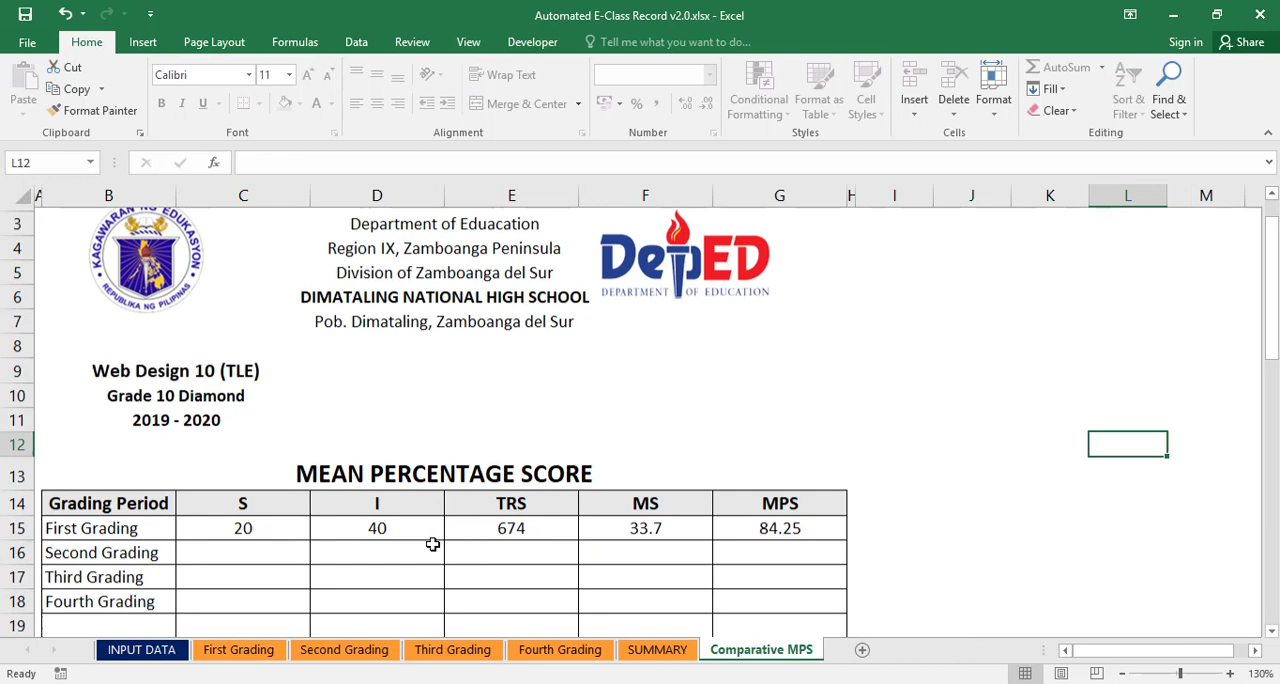 Automated E-Class Record v2.0.xlsx - Excel
File Home Insert Page Layout Formulas Data Review View Developer Tell me what you want to do... Sign in Share
Paste Cut Copy Format Painter
Calibri 11
B I U A
Wrap Text
Merge & Center
%
Conditional Formatting Format as Table Cell Styles
Insert Delete Format
AutoSum Fill Clear
Sort & Filter Find & Select
Clipboard Font Alignment Number Styles Cells Editing
L12 fx
A B C D E F G H I J K L M
KAGAWARAN NG EDUKASYON
REPUBLIKA NG PILIPINAS
DepED
DEPARTMENT OF EDUCATION
3 Department of Eduacation
4 Region IX, Zamboanga Peninsula
5 Division of Zamboanga del Sur
6 DIMATALING NATIONAL HIGH SCHOOL
7 Pob. Dimataling, Zamboanga del Sur
8
9 Web Design 10 (TLE)
10 Grade 10 Diamond
11 2019 - 2020
12
13 MEAN PERCENTAGE SCORE
14 Grading Period S I TRS MS MPS
15 First Grading 20 40 674 33.7 84.25
16 Second Grading
17 Third Grading
18 Fourth Grading
19
INPUT DATA First Grading Second Grading Third Grading Fourth Grading SUMMARY Comparative MPS
Ready 130%